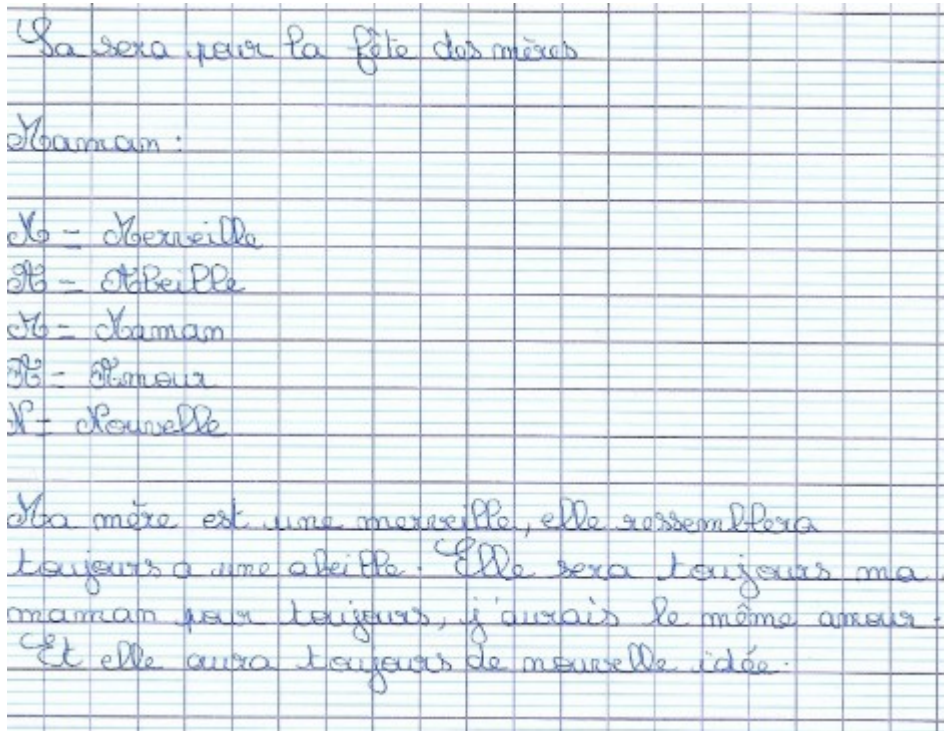 Sa sera pour la fête des mères
Maman :
M = Merveille
A = Abeille
M = Maman
A = Amour
N = Nouvelle
Ma mère est une merveille, elle ressemblera
toujours a une abeille. Elle sera toujours ma
maman pour toujours, j'aurais le même amour.
Et elle aura toujours de nouvelle idée.